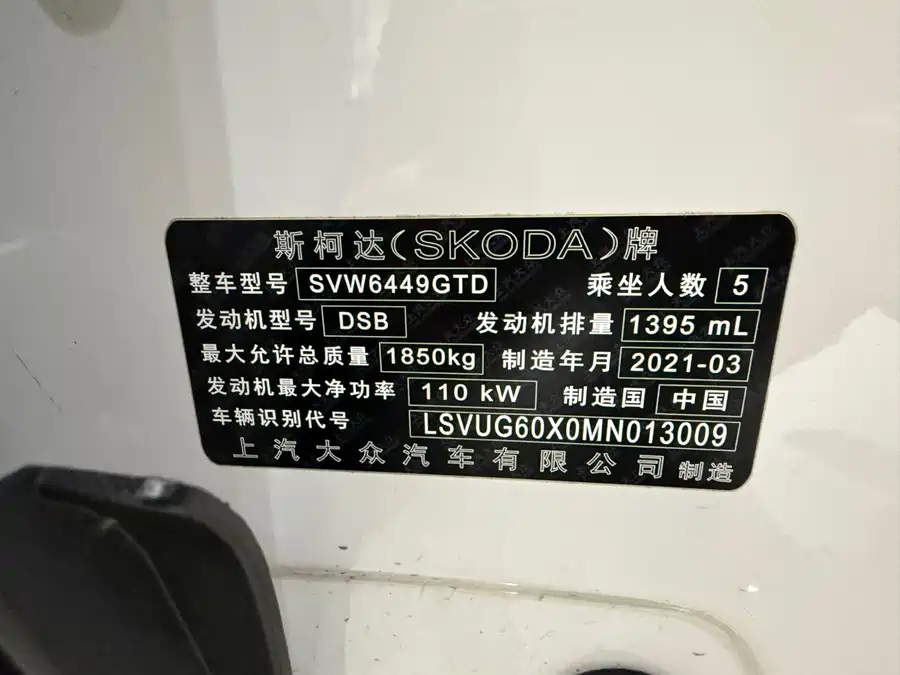 斯柯达(SKODA)牌
整车型号 SVW6449GTD 乘坐人数 5
发动机型号 DSB 发动机排量 1395 mL
最大允许总质量 1850kg 制造年月 2021-03
发动机最大净功率 110 kW 制造国 中国
车辆识别代号 LSVUG60X0MN013009
上汽大众汽车有限公司 制造